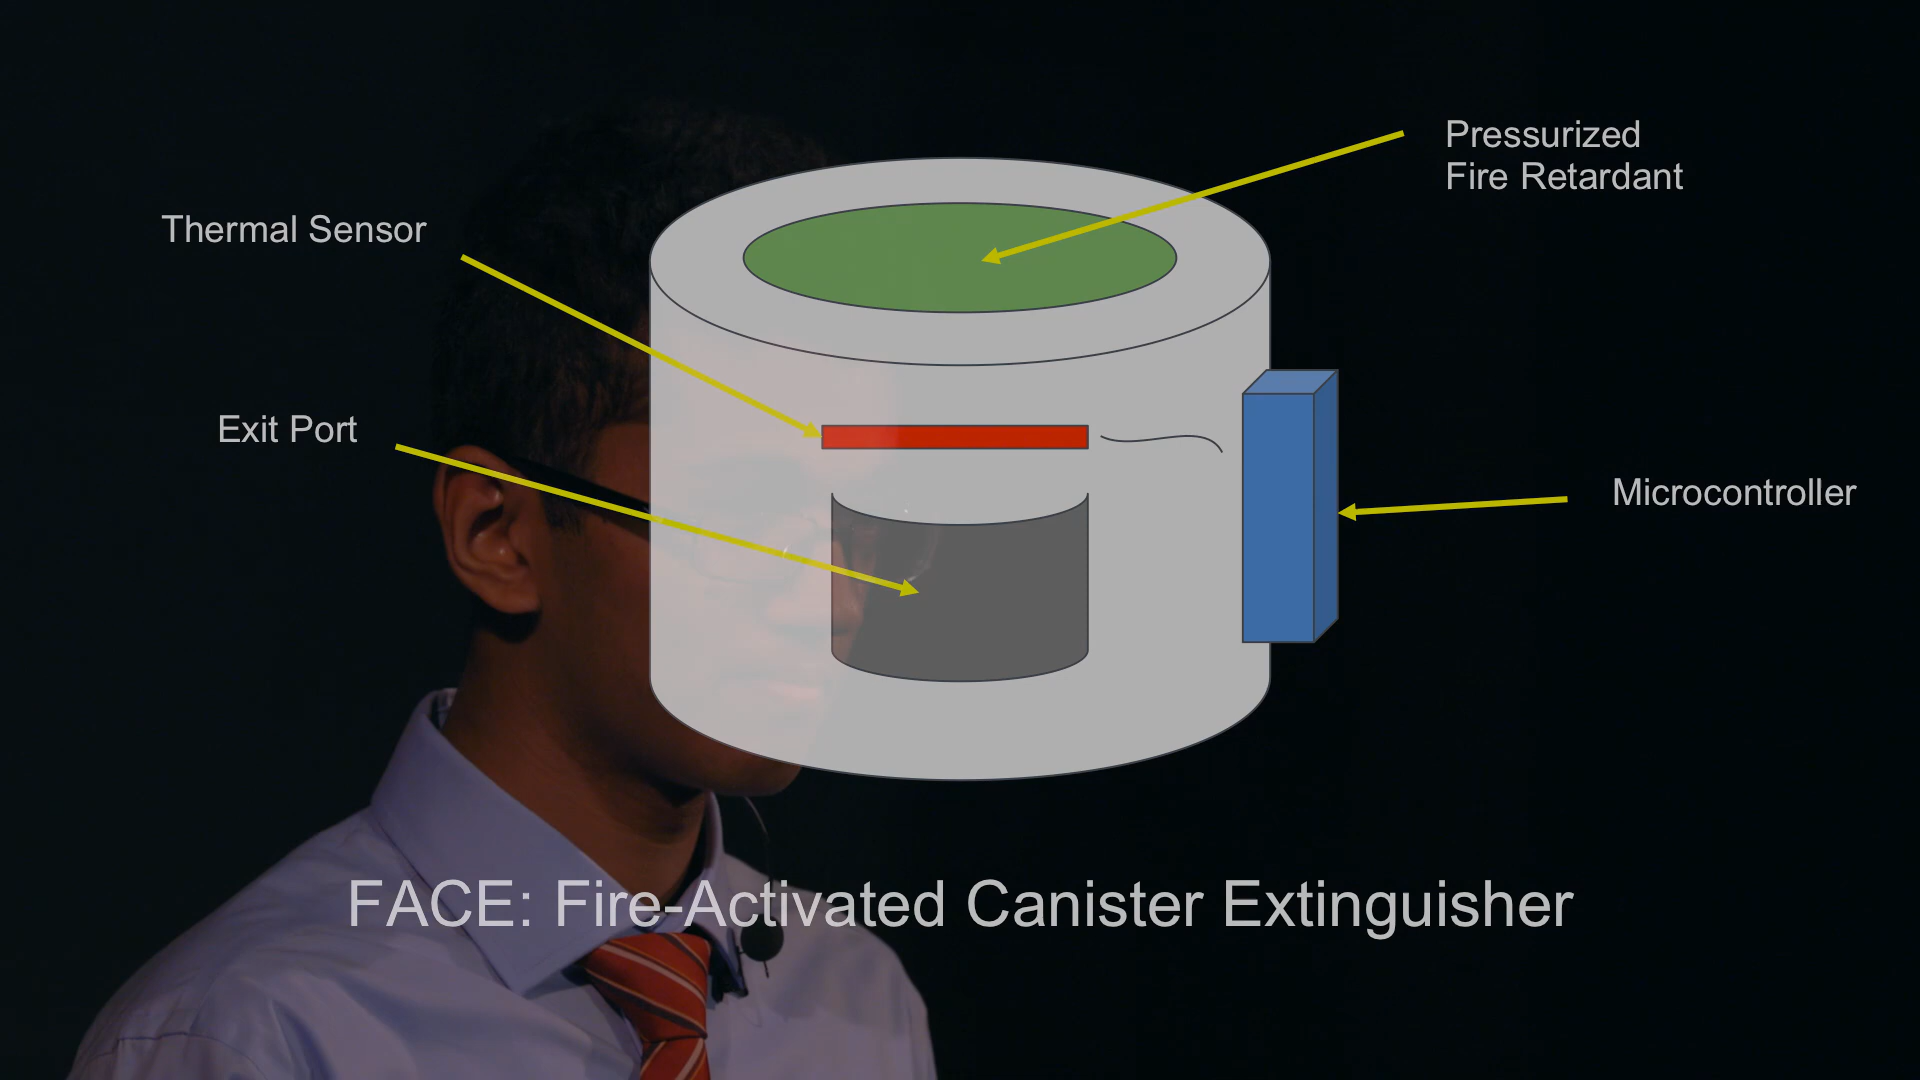 Pressurized
Fire Retardant
Thermal Sensor
Exit Port
Microcontroller
FACE: Fire-Activated Canister Extinguisher